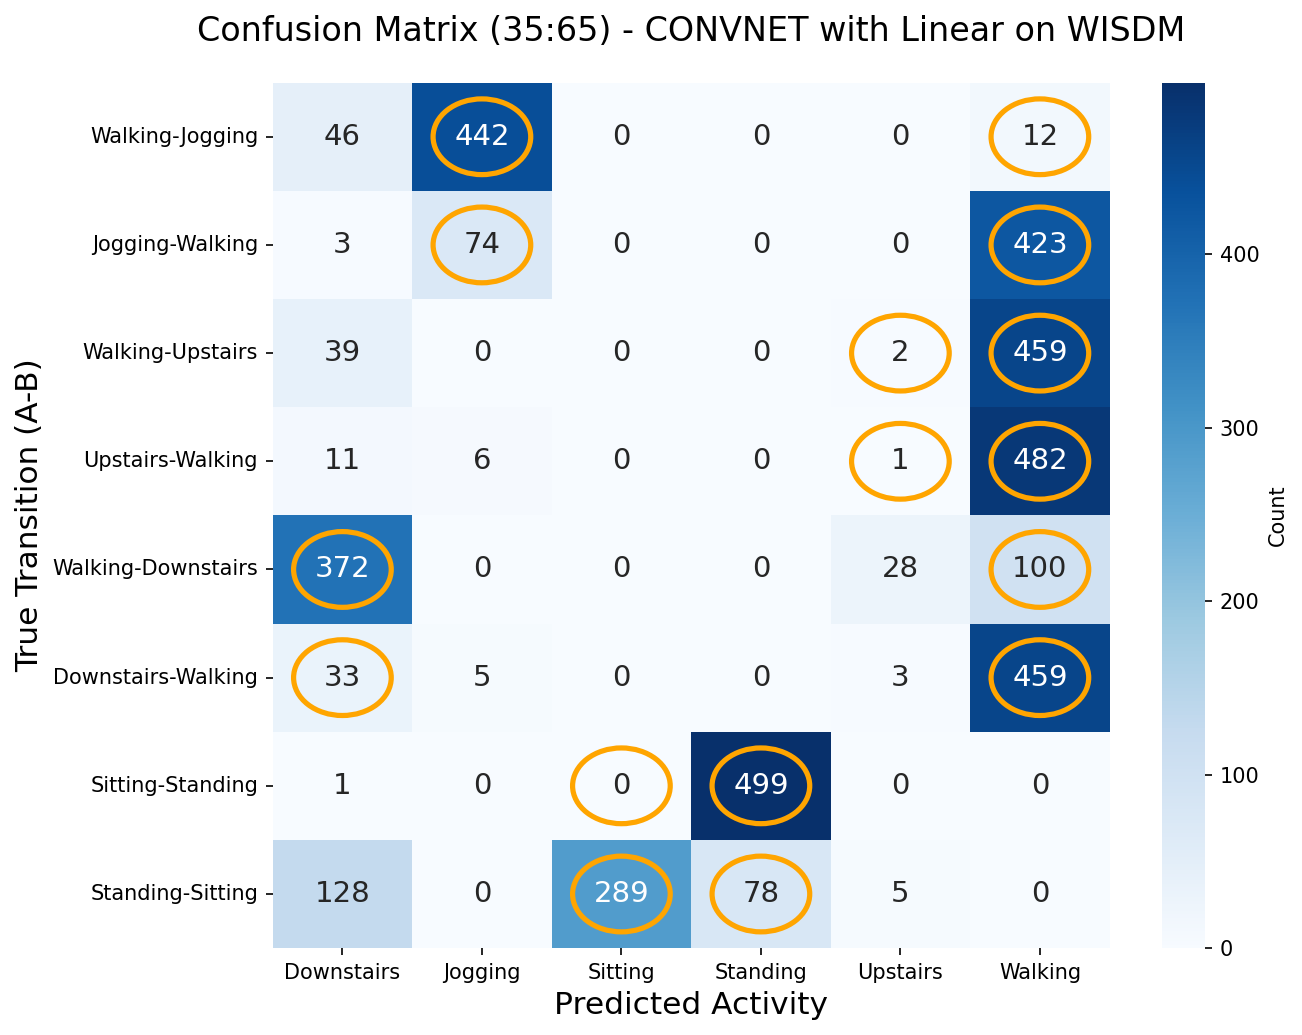 Confusion Matrix (35:65) - CONVNET with Linear on WISDM
True Transition (A-B)
Walking-Jogging 46 442 0 0 0 12
Jogging-Walking 3 74 0 0 0 423
Walking-Upstairs 39 0 0 0 2 459
Upstairs-Walking 11 6 0 0 1 482
Walking-Downstairs 372 0 0 0 28 100
Downstairs-Walking 33 5 0 0 3 459
Sitting-Standing 1 0 0 499 0 0
Standing-Sitting 128 0 289 78 5 0
Downstairs Jogging Sitting Standing Upstairs Walking
Predicted Activity
400
300
200
100
0
Count